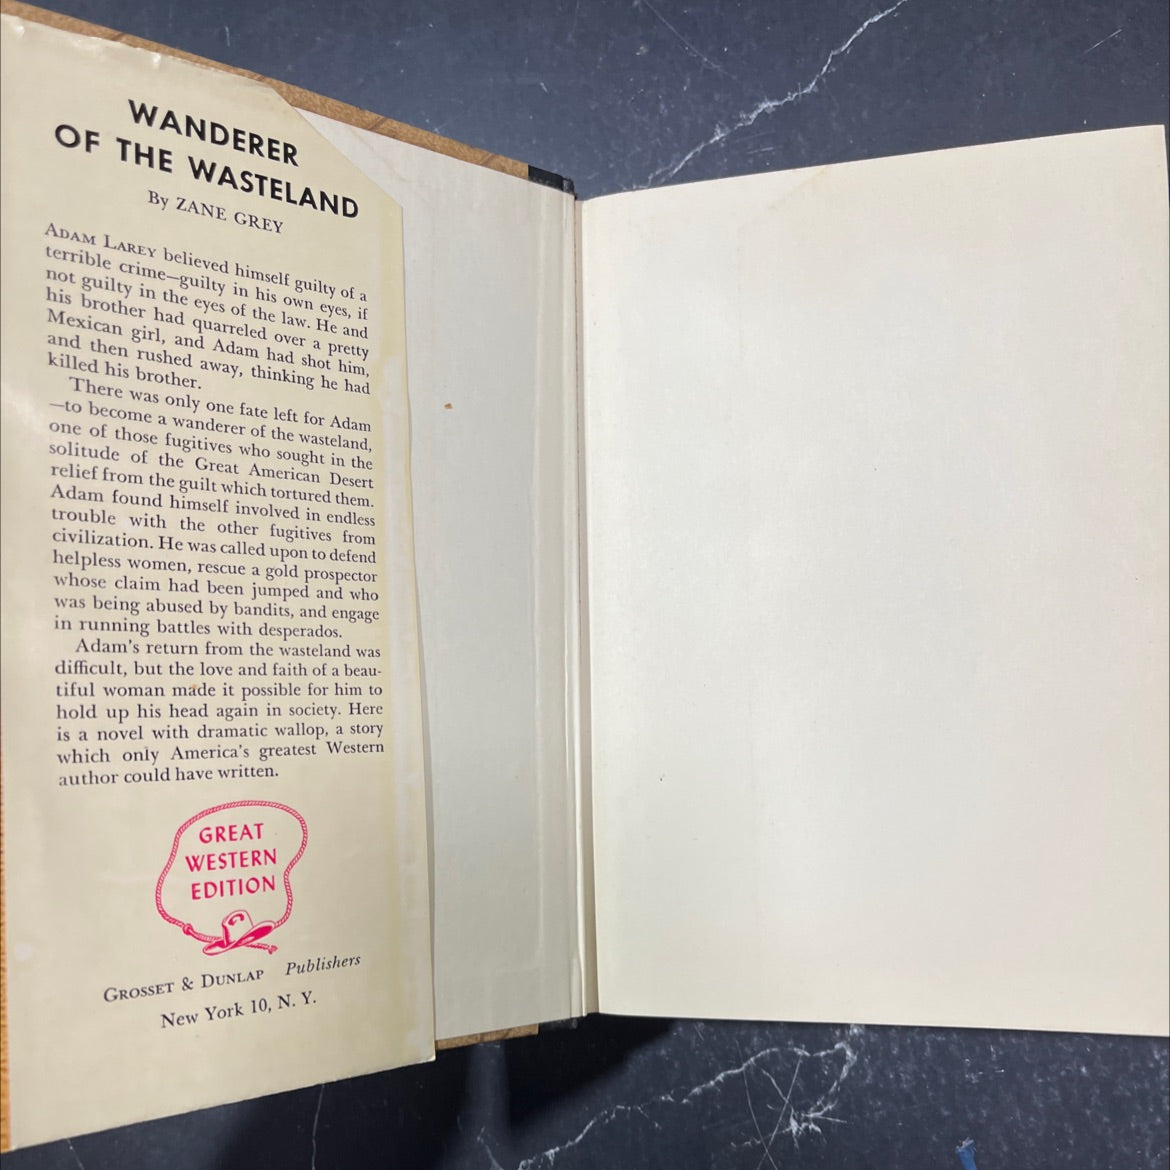 WANDERER
OF THE WASTELAND
By ZANE GREY
ADAM LAREY believed himself guilty of a
terrible crime—guilty in his own eyes, if
not guilty in the eyes of the law. He and
his brother had quarreled over a pretty
Mexican girl, and Adam had shot him,
and then rushed away, thinking he had
killed his brother.
There was only one fate left for Adam
—to become a wanderer of the wasteland,
one of those fugitives who sought in the
solitude of the Great American Desert
relief from the guilt which tortured them.
Adam found himself involved in endless
trouble with the other fugitives from
civilization. He was called upon to defend
helpless women, rescue a gold prospector
whose claim had been jumped and who
was being abused by bandits, and engage
in running battles with desperados.
Adam's return from the wasteland was
difficult, but the love and faith of a beau-
tiful woman made it possible for him to
hold up his head again in society. Here
is a novel with dramatic wallop, a story
which only America's greatest Western
author could have written.
GREAT
WESTERN
EDITION
GROSSET & DUNLAP Publishers
New York 10, N. Y.